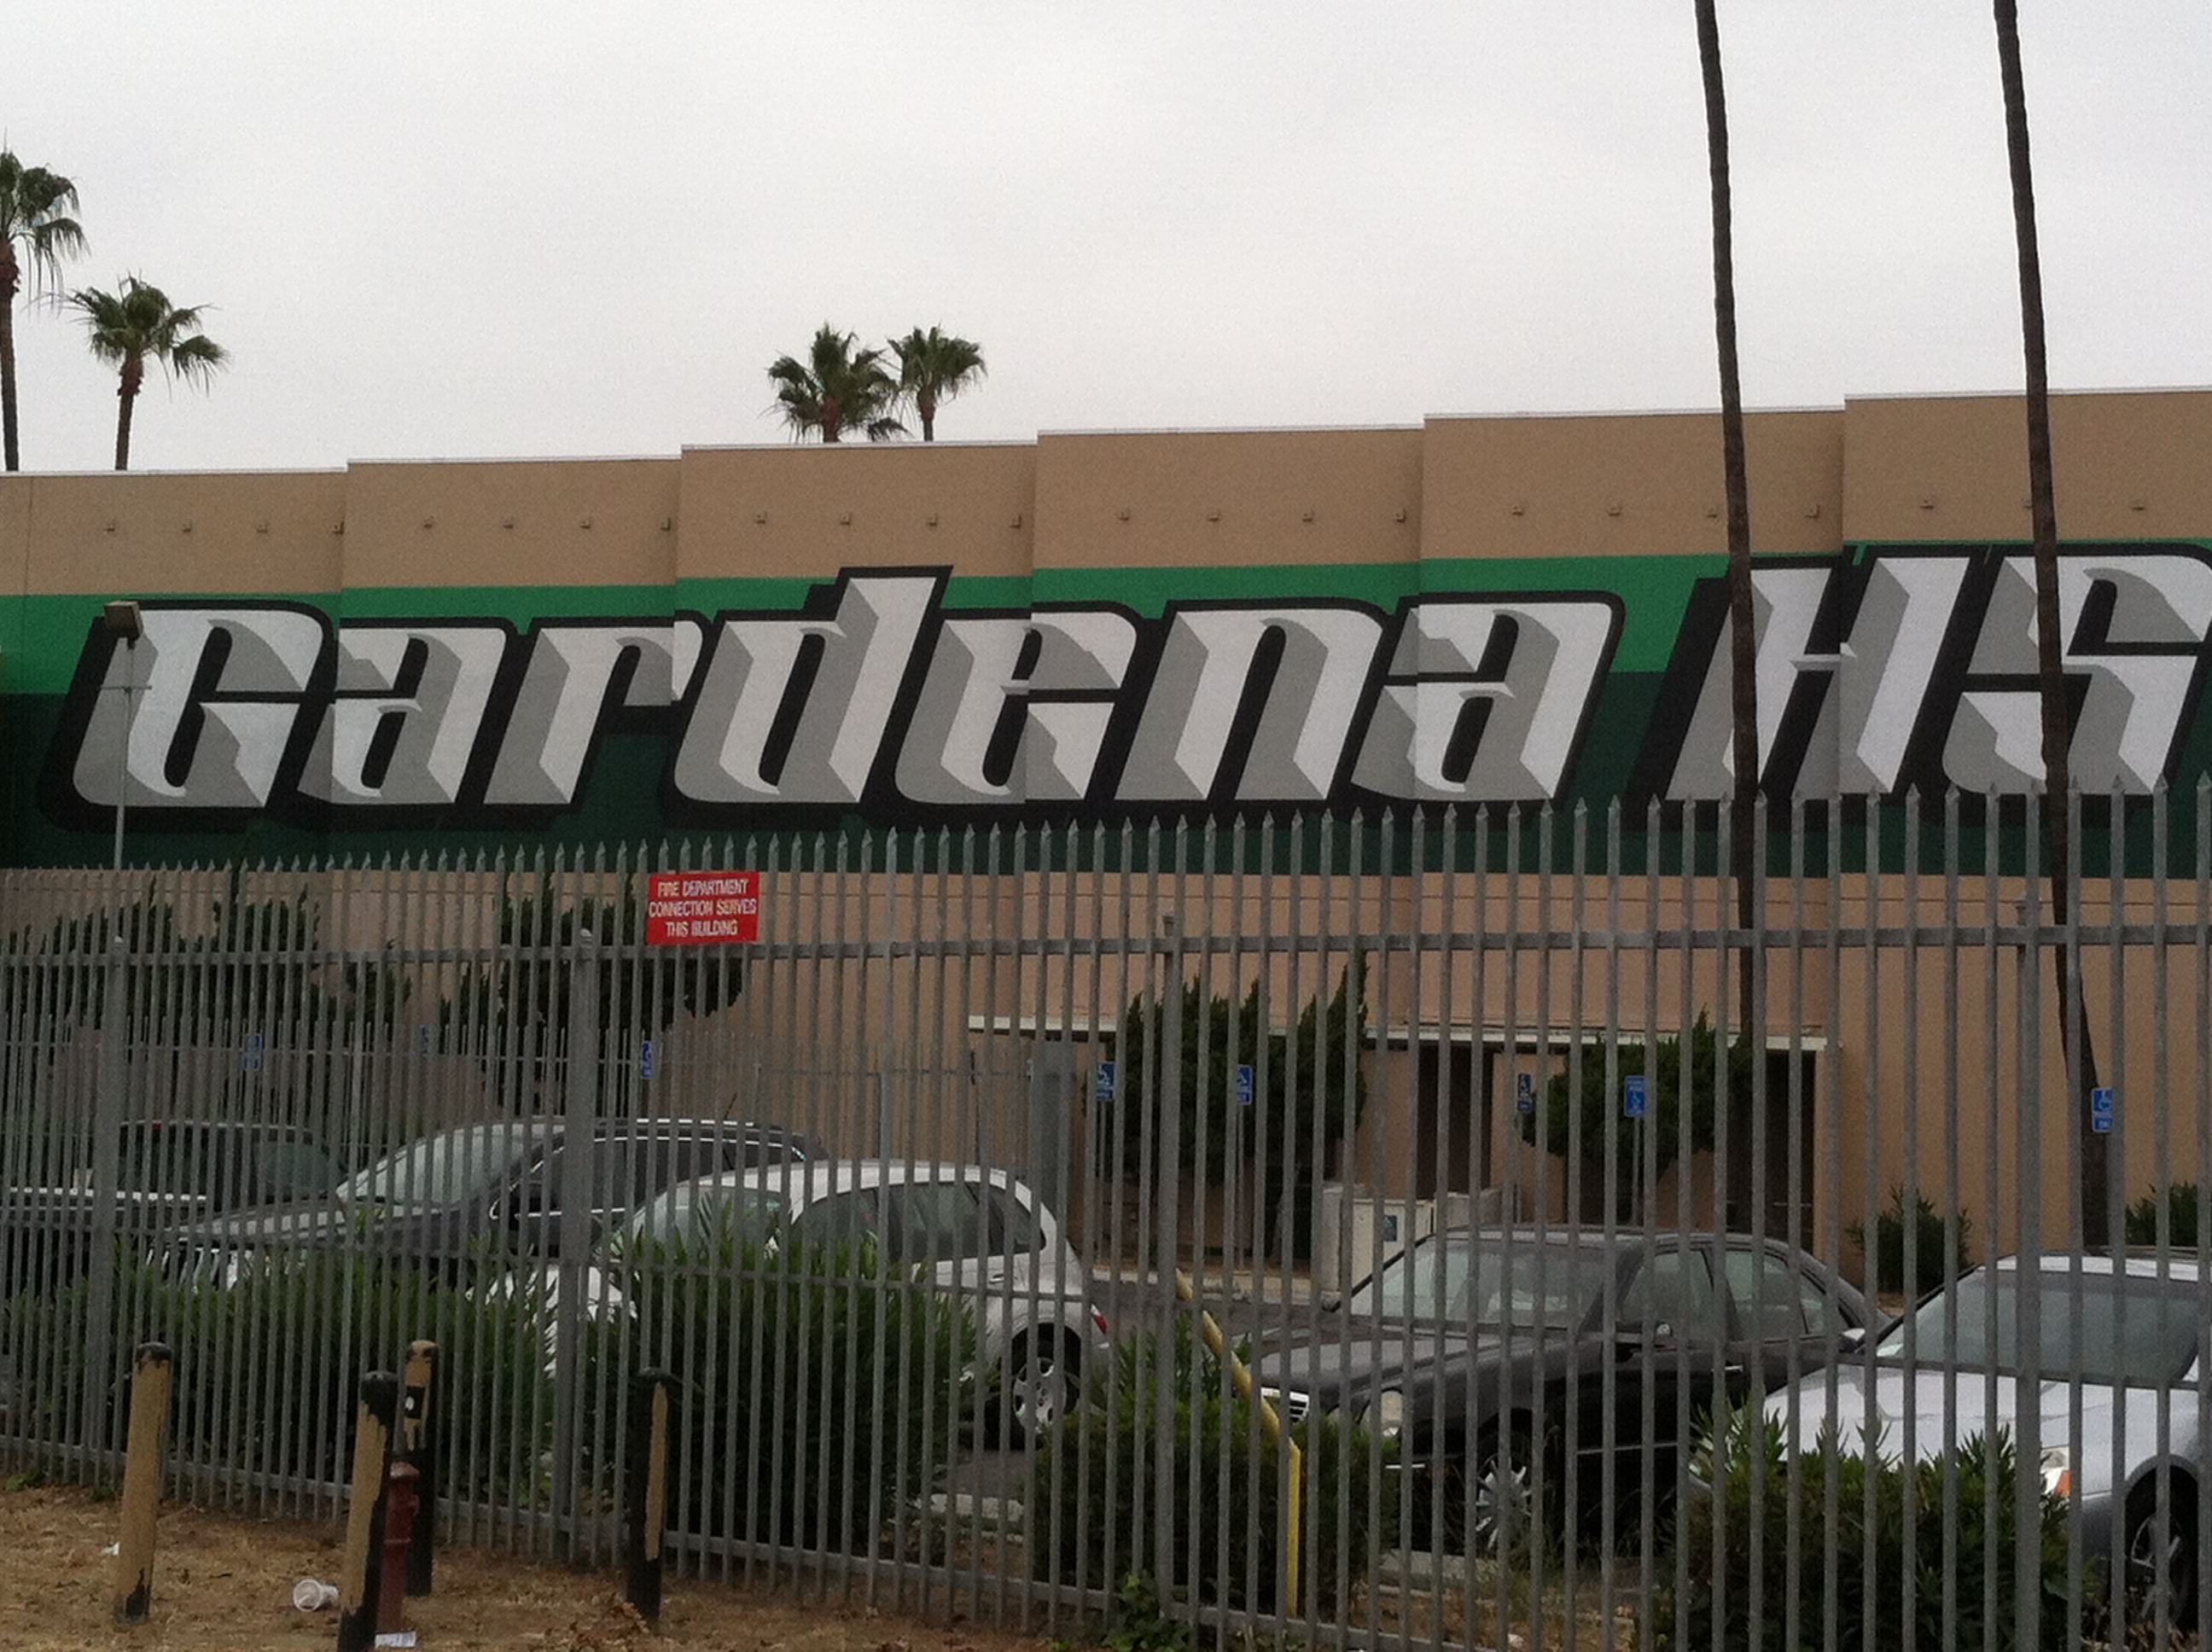 Gardena HS
FIRE DEPARTMENT
CONNECTION SERVES
THIS BUILDING